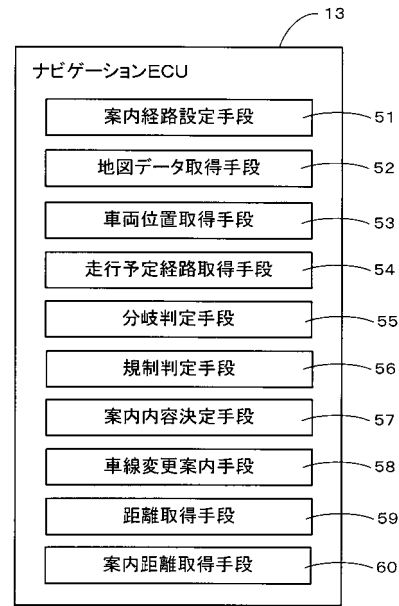 13
ナビゲーションECU
案内経路設定手段 51
地図データ取得手段 52
車両位置取得手段 53
走行予定経路取得手段 54
分岐判定手段 55
規制判定手段 56
案内内容決定手段 57
車線変更案内手段 58
距離取得手段 59
案内距離取得手段 60